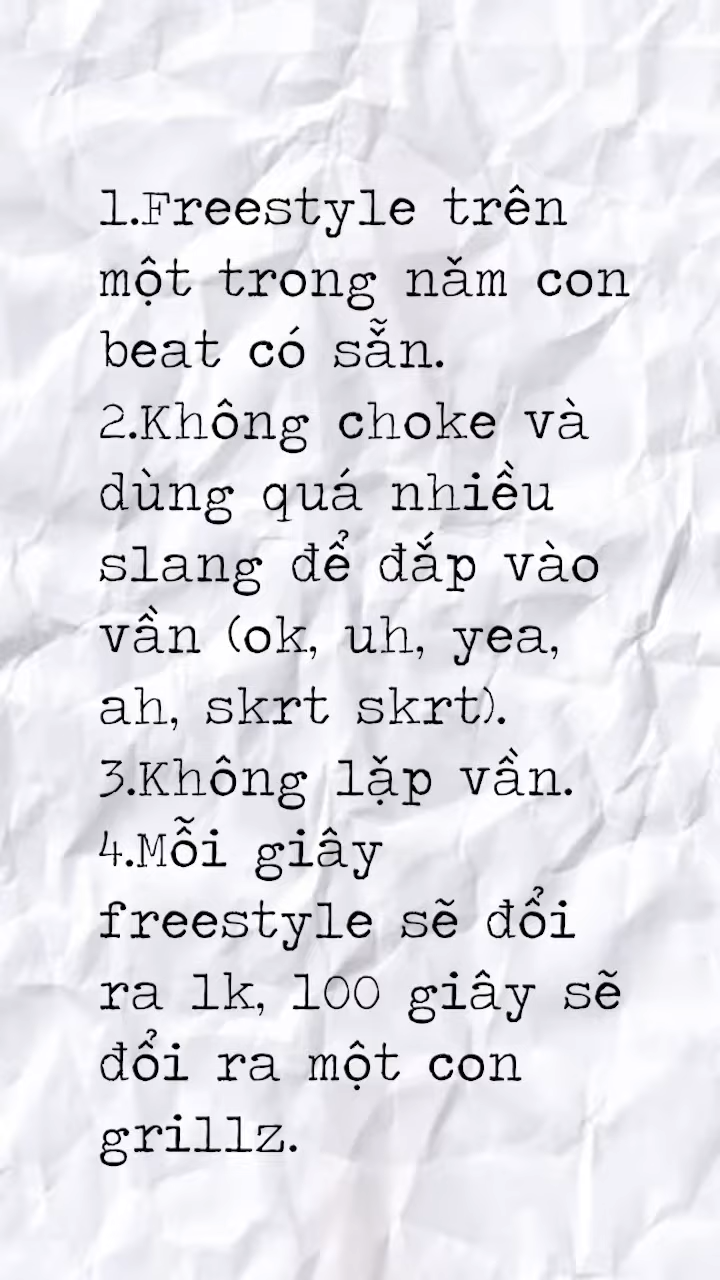 1.Freestyle trên
một trong năm con
beat có sẵn.
2.Không choke và
dùng quá nhiều
slang để đắp vào
vần (ok, uh, yea,
ah, skrt skrt).
3.Không lặp vần.
4.Mỗi giây
freestyle sẽ đổi
ra 1k, 100 giây sẽ
đổi ra một con
grillz.